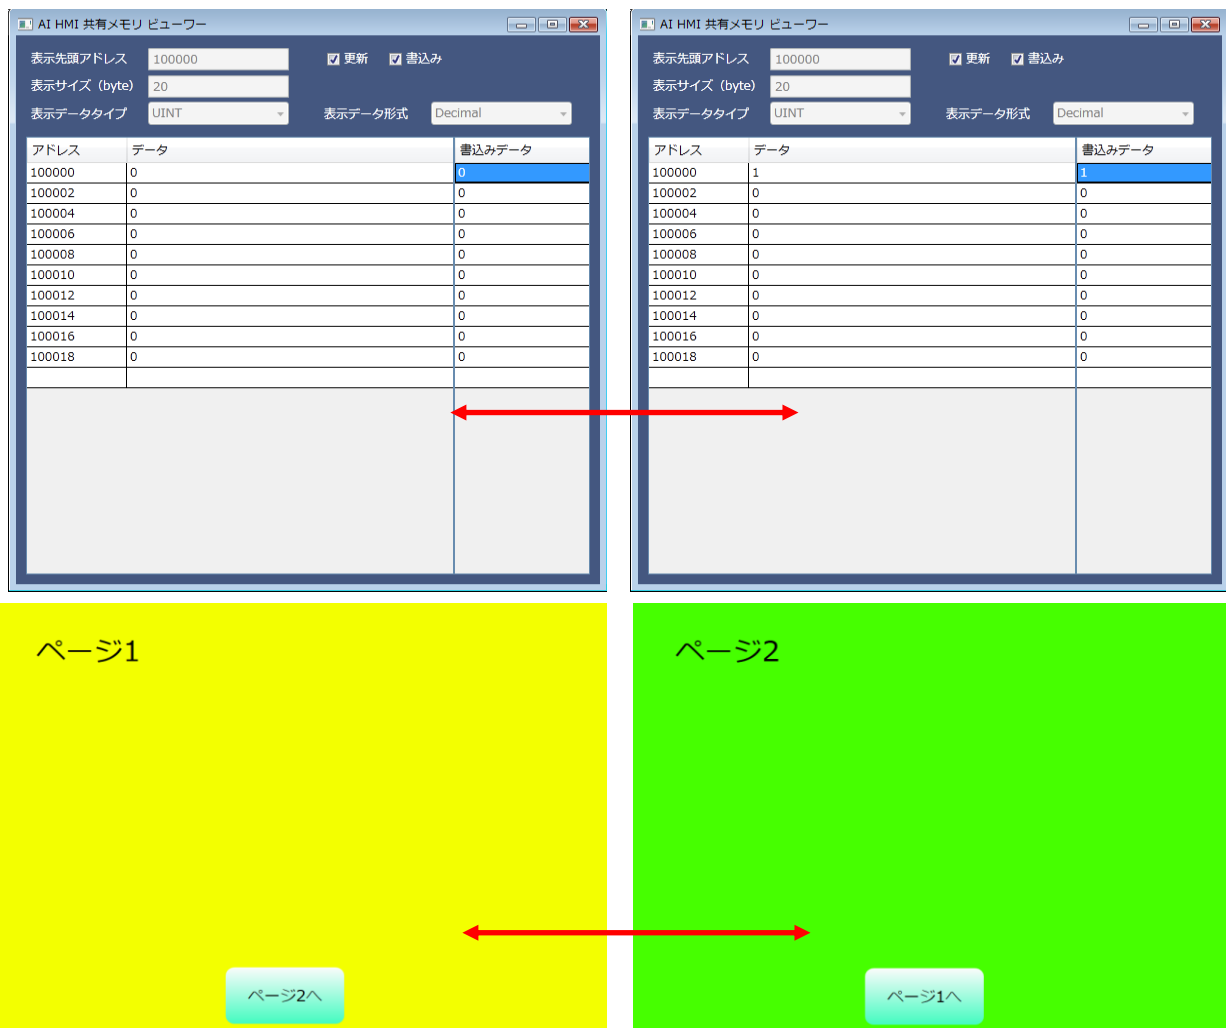 AI HMI 共有メモリ ビューワー
表示先頭アドレス 100000 更新 書込み
表示サイズ（byte） 20
表示データタイプ UINT 表示データ形式 Decimal
アドレス データ 書込みデータ
100000 0 0
100002 0 0
100004 0 0
100006 0 0
100008 0 0
100010 0 0
100012 0 0
100014 0 0
100016 0 0
100018 0 0
AI HMI 共有メモリ ビューワー
表示先頭アドレス 100000 更新 書込み
表示サイズ（byte） 20
表示データタイプ UINT 表示データ形式 Decimal
アドレス データ 書込みデータ
100000 1 1
100002 0 0
100004 0 0
100006 0 0
100008 0 0
100010 0 0
100012 0 0
100014 0 0
100016 0 0
100018 0 0
ページ1
ページ2へ
ページ2
ページ1へ